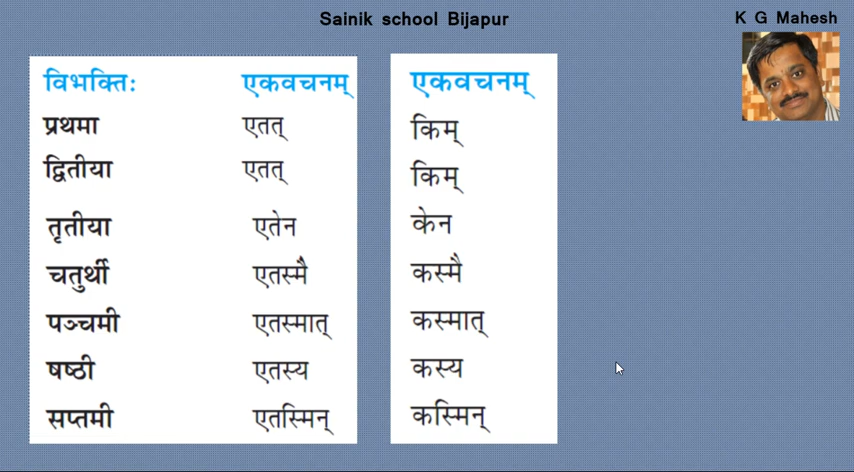 Sainik school Bijapur
K G Mahesh
विभक्तिः एकवचनम् एकवचनम्
प्रथमा एतत् किम्
द्वितीया एतत् किम्
तृतीया एतेन केन
चतुर्थी एतस्मै कस्मै
पञ्चमी एतस्मात् कस्मात्
षष्ठी एतस्य कस्य
सप्तमी एतस्मिन् कस्मिन्